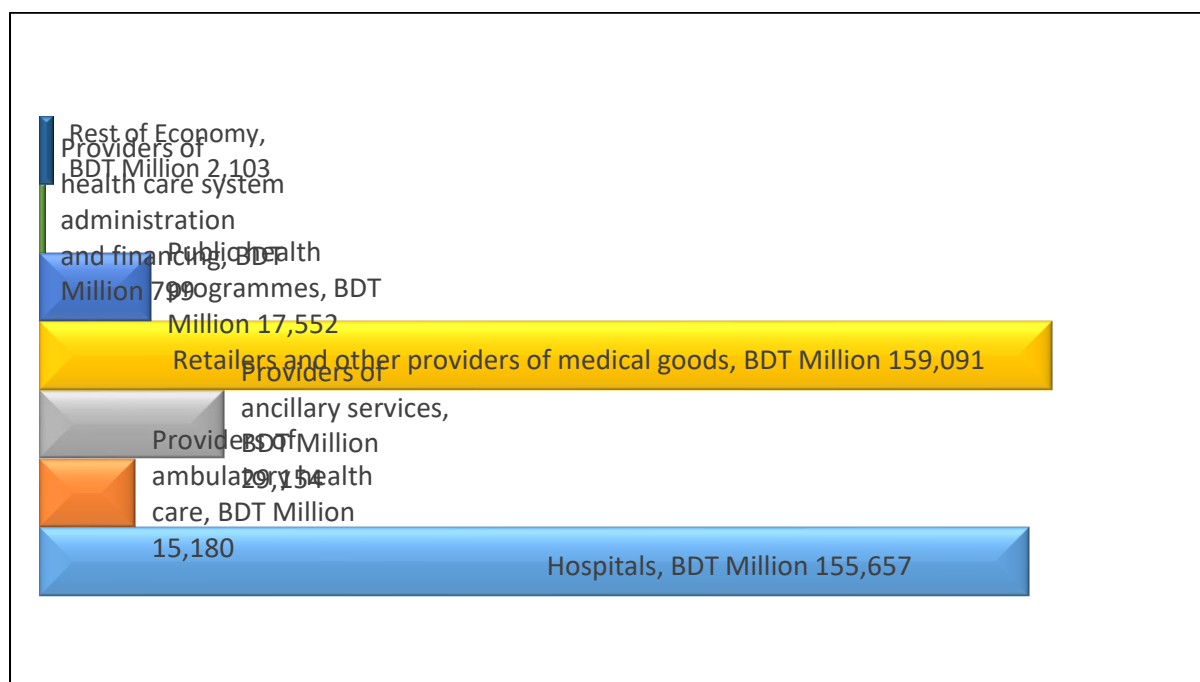 Rest of Economy,
BDT Million 2,103
Providers of
health care system
administration
and financing, BDT
Million 799
Public health
programmes, BDT
Million 17,552
Retailers and other providers of medical goods, BDT Million 159,091
Providers of
ancillary services,
BDT Million
29,154
Providers of
ambulatory health
care, BDT Million
15,180
Hospitals, BDT Million 155,657